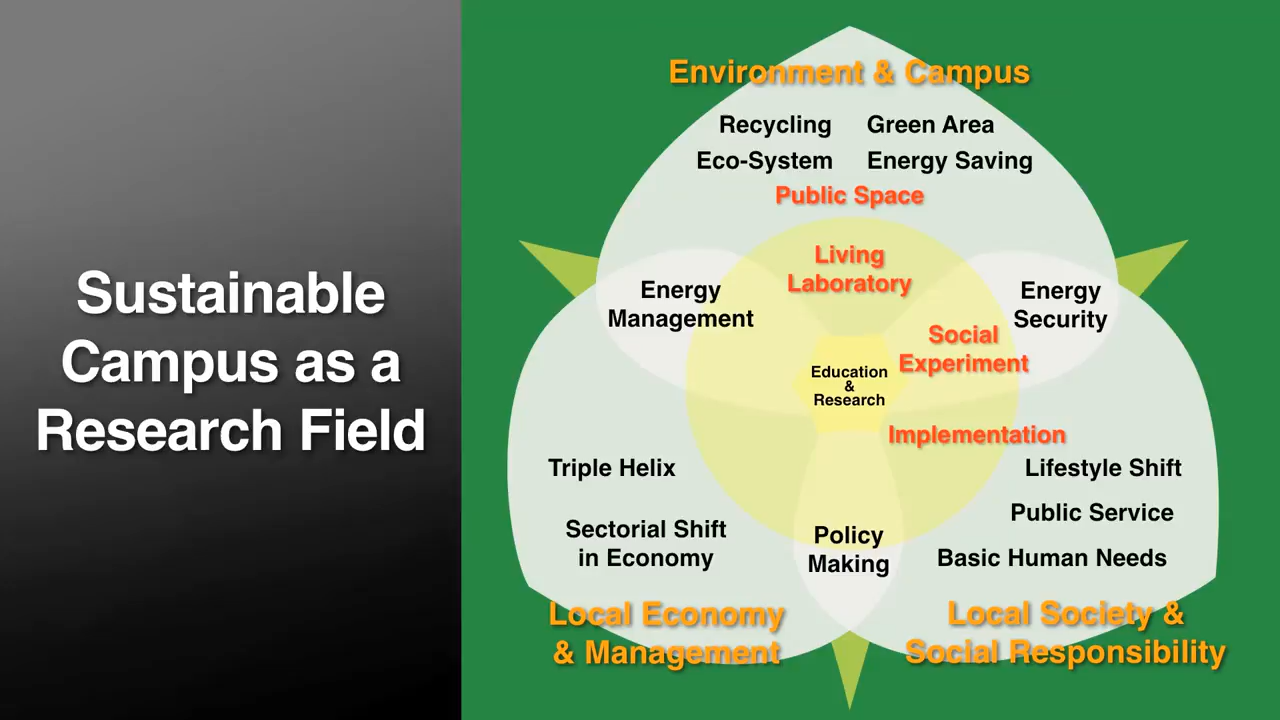 Sustainable
Campus as a
Research Field
Environment & Campus
Recycling
Green Area
Eco-System
Energy Saving
Public Space
Living
Laboratory
Energy
Management
Energy
Security
Social
Experiment
Education
&
Research
Implementation
Triple Helix
Lifestyle Shift
Public Service
Sectorial Shift
in Economy
Policy
Making
Basic Human Needs
Local Economy
& Management
Local Society &
Social Responsibility